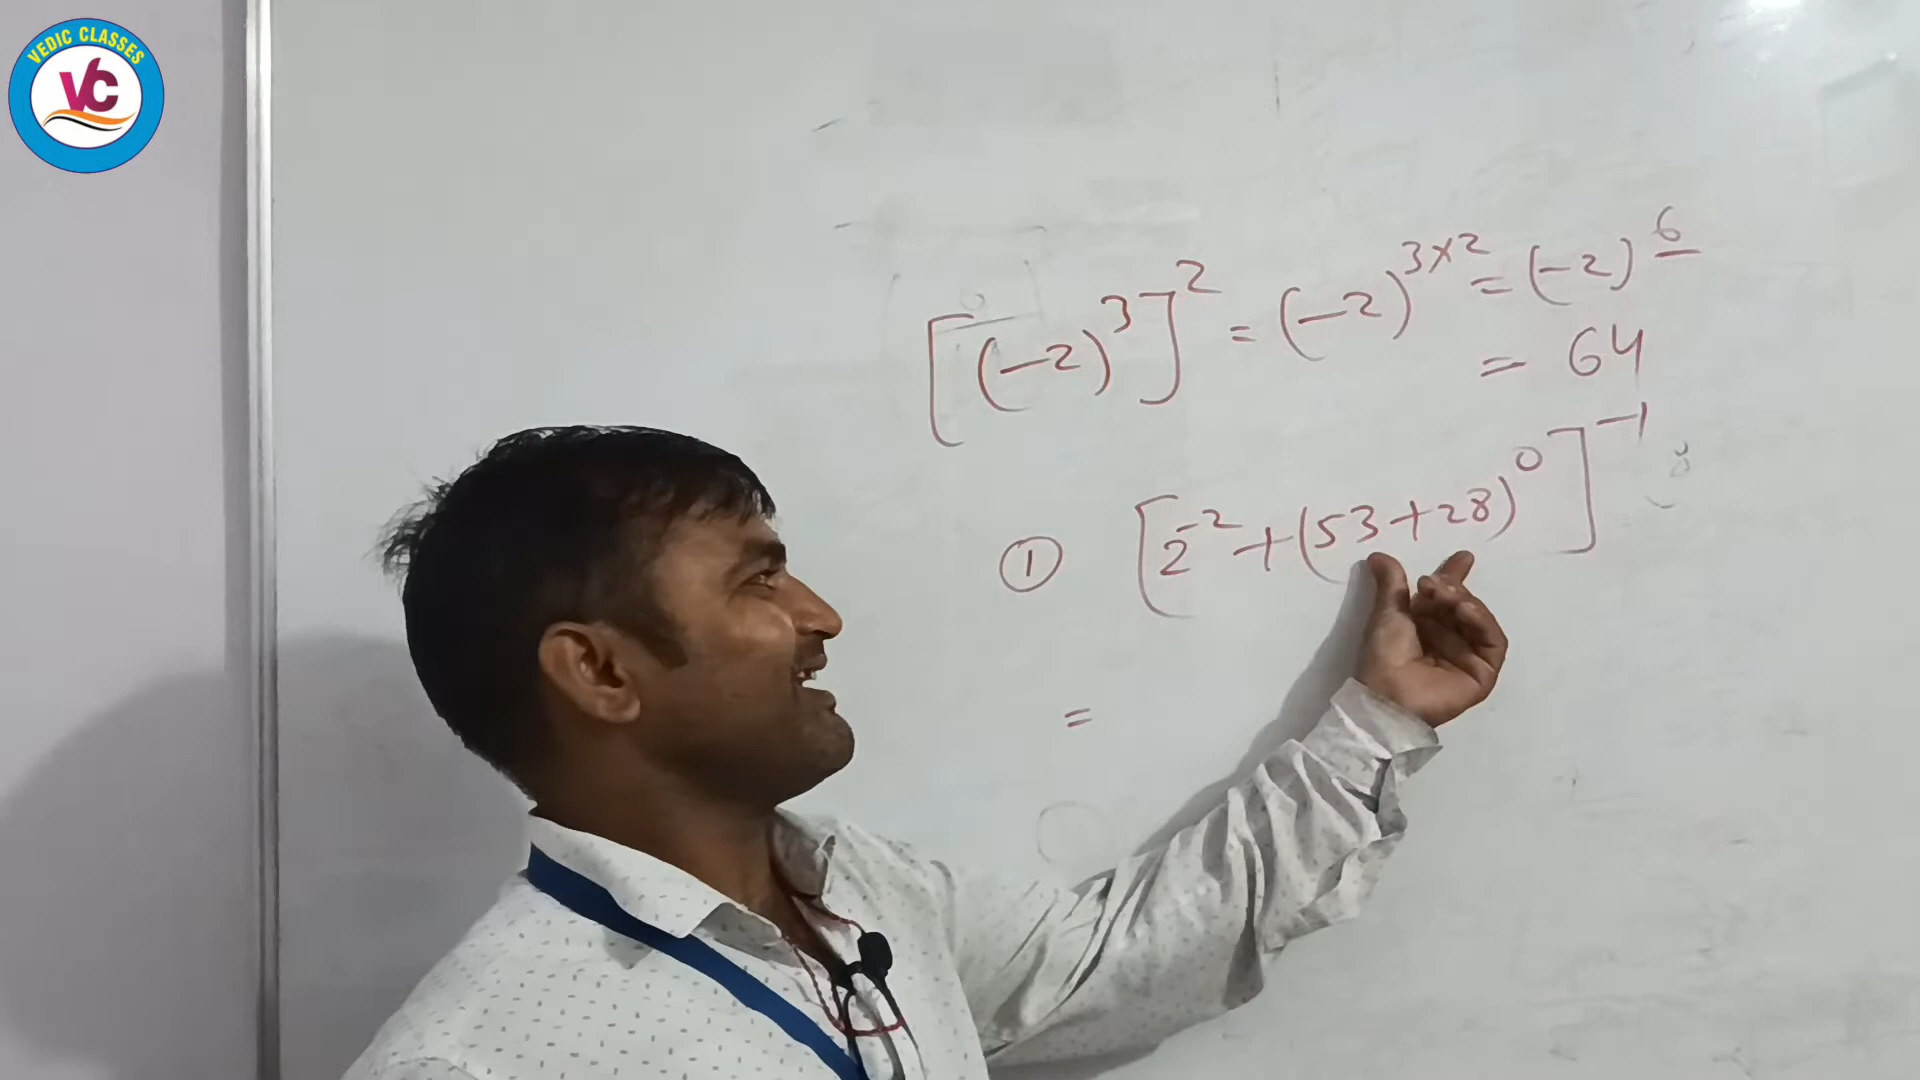 VEDIC CLASSES
VC
[(-2)³]² = (-2)³ˣ² = (-2)⁶
= 64
① [2⁻² + (53+28)⁰]⁻¹
=